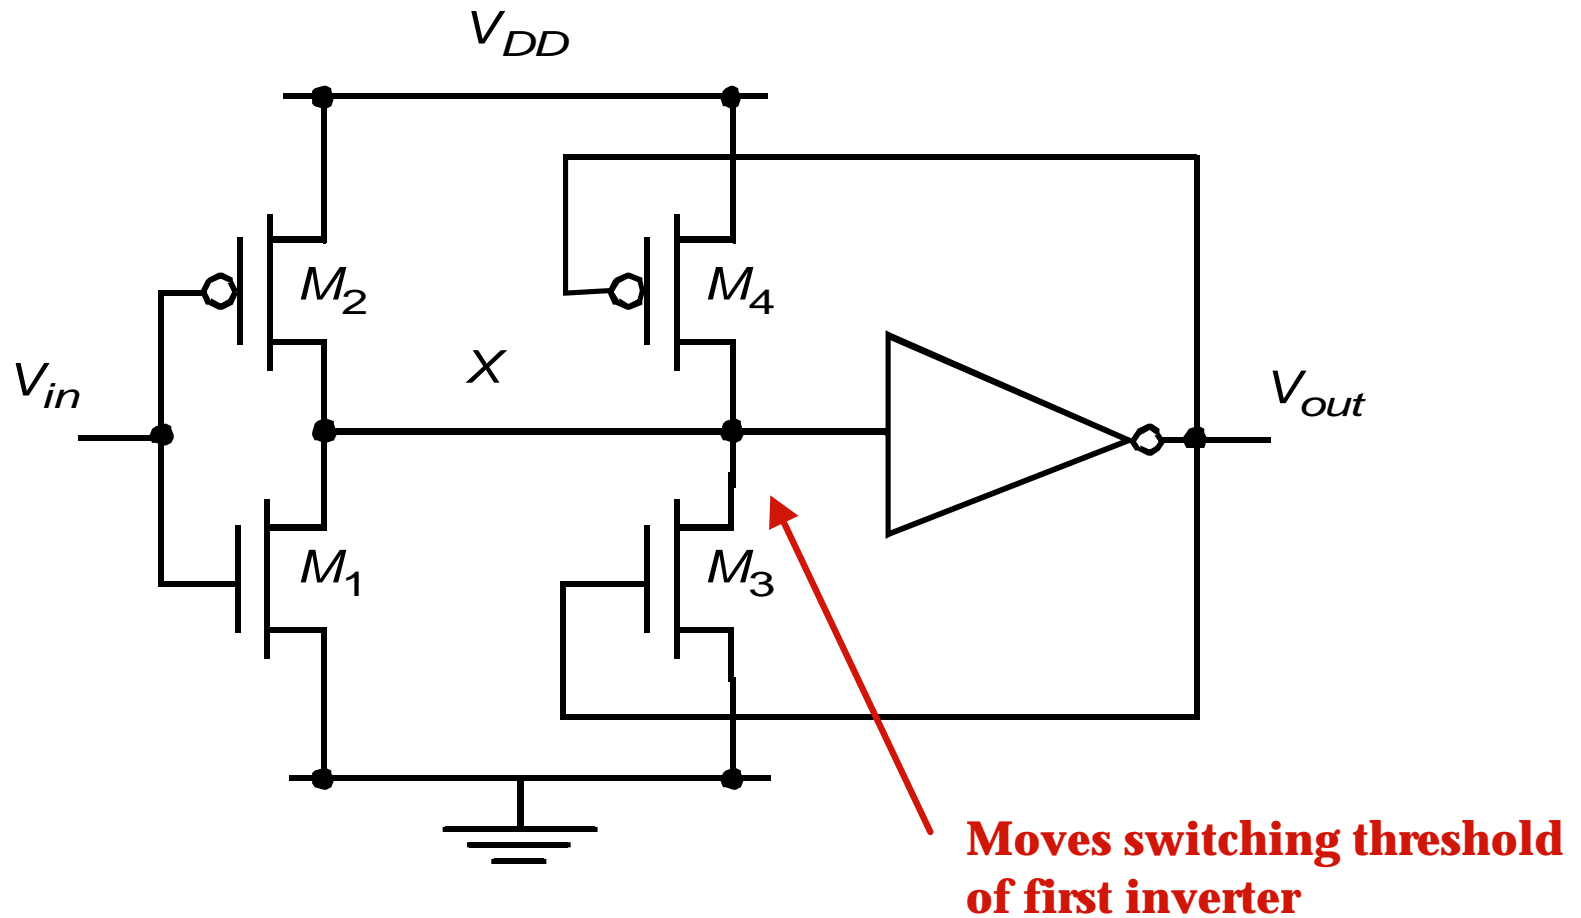 VDD
M2
M4
X
Vin
Vout
M1
M3
Moves switching threshold
of first inverter